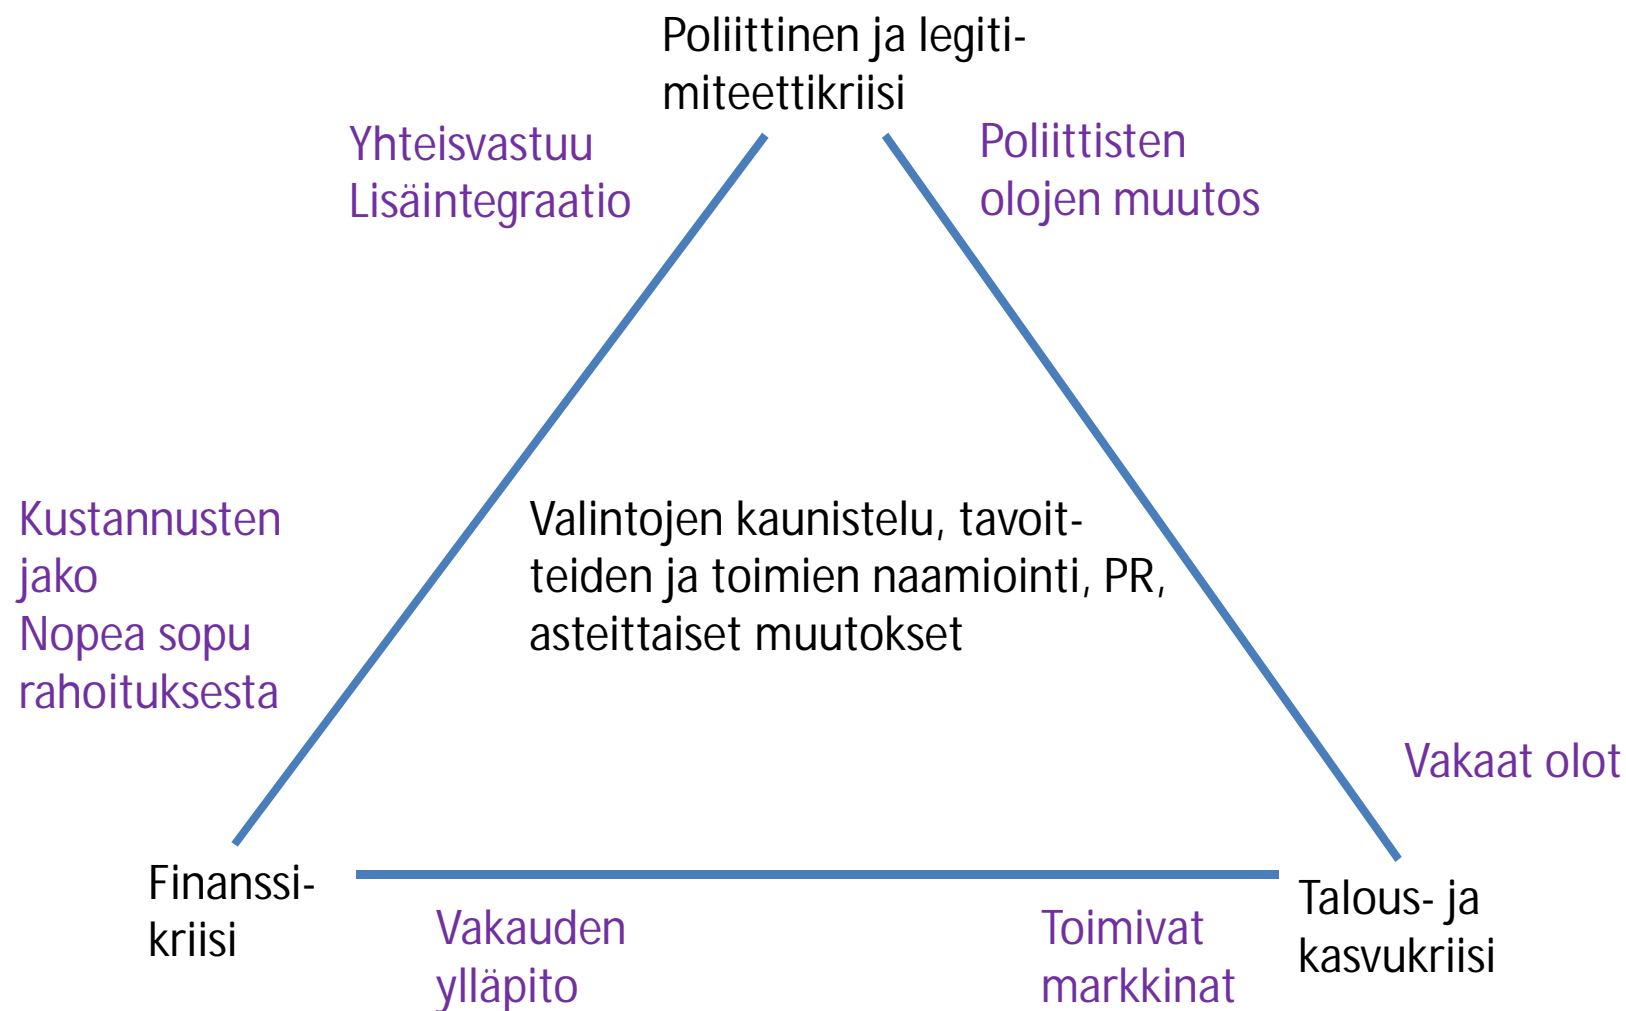 Poliittinen ja legiti-
miteettikriisi
Yhteisvastuu
Lisäintegraatio
Poliittisten
olojen muutos
Kustannusten
jako
Nopea sopu
rahoituksesta
Valintojen kaunistelu, tavoit-
teiden ja toimien naamiointi, PR,
asteittaiset muutokset
Vakaat olot
Finanssi-
kriisi
Vakauden
ylläpito
Toimivat
markkinat
Talous- ja
kasvukriisi